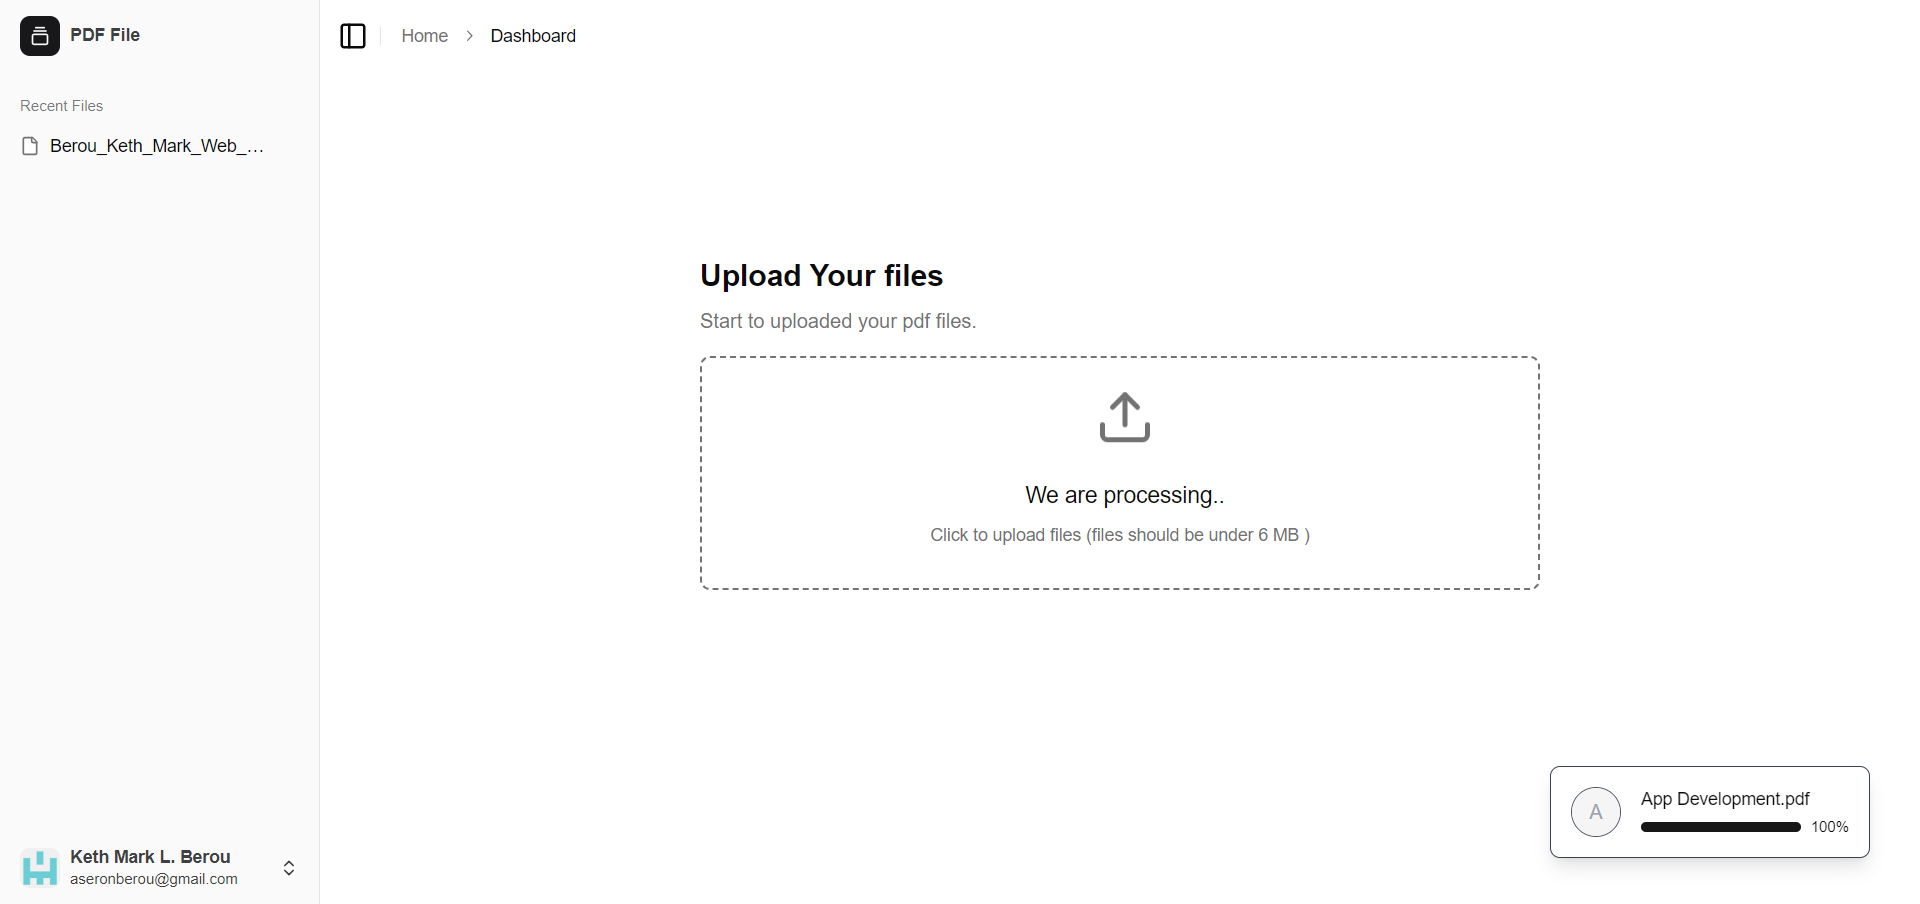 PDF File
Home
Dashboard
Recent Files
Berou_Keth_Mark_Web_...
Upload Your files
Start to uploaded your pdf files.
We are processing..
Click to upload files (files should be under 6 MB )
A
App Development.pdf
100%
Keth Mark L. Berou
aseronberou@gmail.com